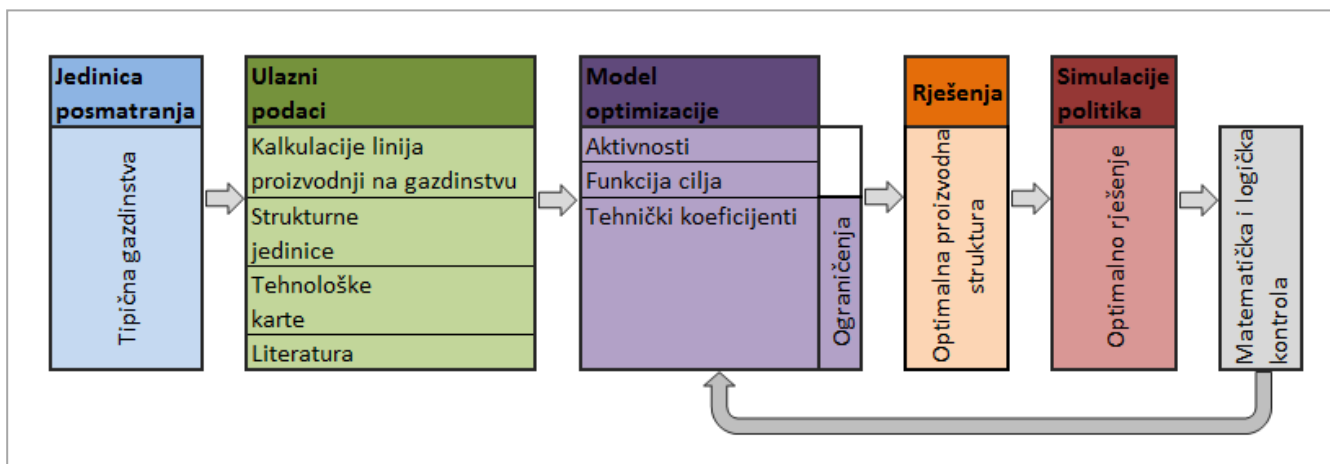 Jedinica
posmatranja
Tipična gazdinstva
Ulazni
podaci
Kalkulacije linija
proizvodnji na gazdinstvu
Strukturne
jedinice
Tehnološke
karte
Literatura
Model
optimizacije
Aktivnosti
Funkcija cilja
Tehnički koeficijenti
Ograničenja
Rješenja
Optimalna proizvodna
struktura
Simulacije
politika
Optimalno rješenje
Matematička i logička
kontrola